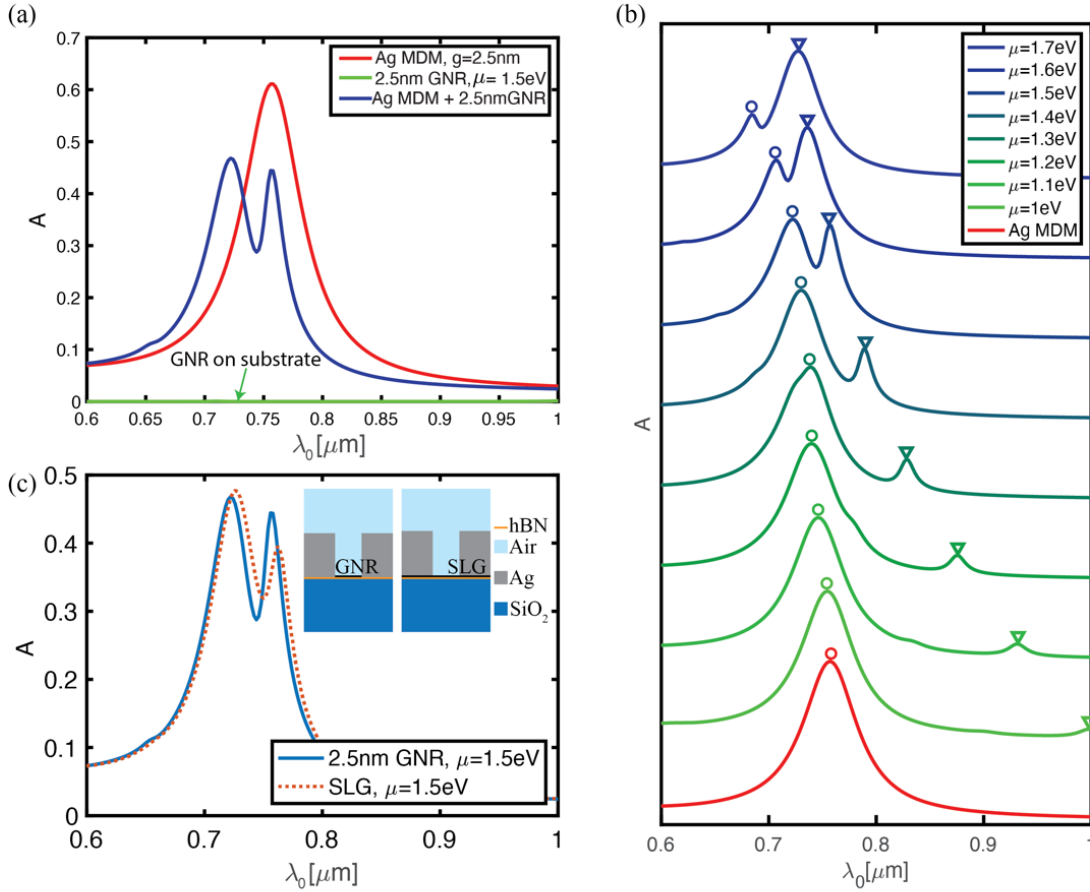 (a)
0.7
0.6
0.5
0.4
0.3
0.2
0.1
0
A
Ag MDM, g=2.5nm
2.5nm GNR, μ= 1.5eV
Ag MDM + 2.5nmGNR
GNR on substrate
0.6 0.65 0.7 0.75 0.8 0.85 0.9 0.95 1
λ0[μm]
(c)
0.5
0.4
0.3
0.2
0.1
0
A
GNR
SLG
hBN
Air
Ag
SiO2
2.5nm GNR, μ=1.5eV
SLG, μ=1.5eV
0.6 0.7 0.8 0.9 1
λ0[μm]
(b)
A
μ=1.7eV
μ=1.6eV
μ=1.5eV
μ=1.4eV
μ=1.3eV
μ=1.2eV
μ=1.1eV
μ=1eV
Ag MDM
0.6 0.7 0.8 0.9 1
λ0[μm]